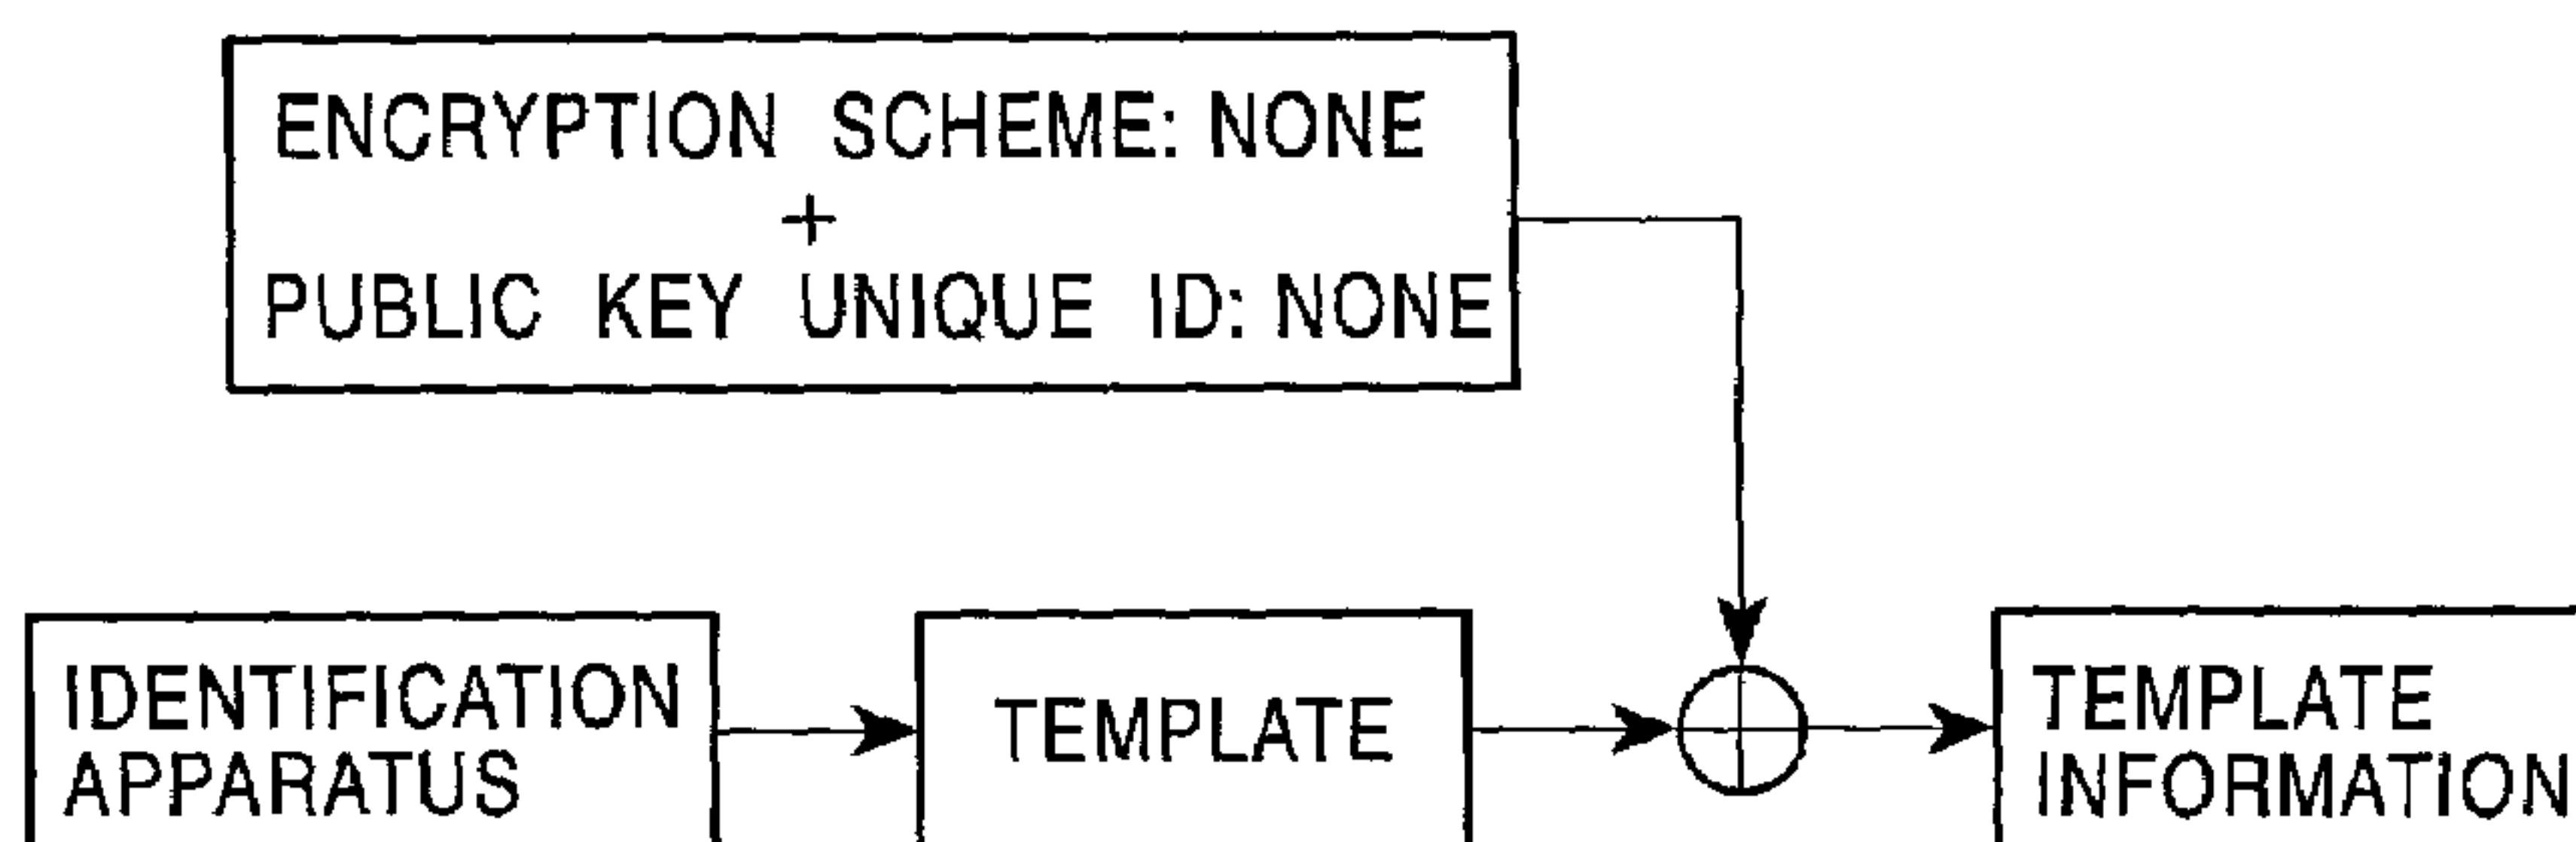 ENCRYPTION SCHEME: NONE
+
PUBLIC KEY UNIQUE ID: NONE
IDENTIFICATION
APPARATUS
TEMPLATE
TEMPLATE
INFORMATION